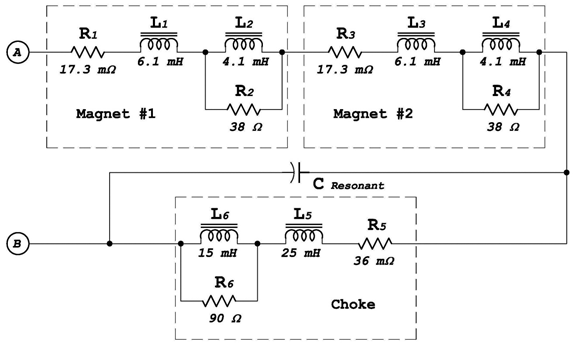 L1 L2 L3 L4
A R1 R3
17.3 mΩ 6.1 mH 4.1 mH 17.3 mΩ 6.1 mH 4.1 mH
R2 R4
Magnet #1 Magnet #2
38 Ω 38 Ω
C Resonant
L6 L5 R5
B
15 mH 25 mH 36 mΩ
R6
Choke
90 Ω